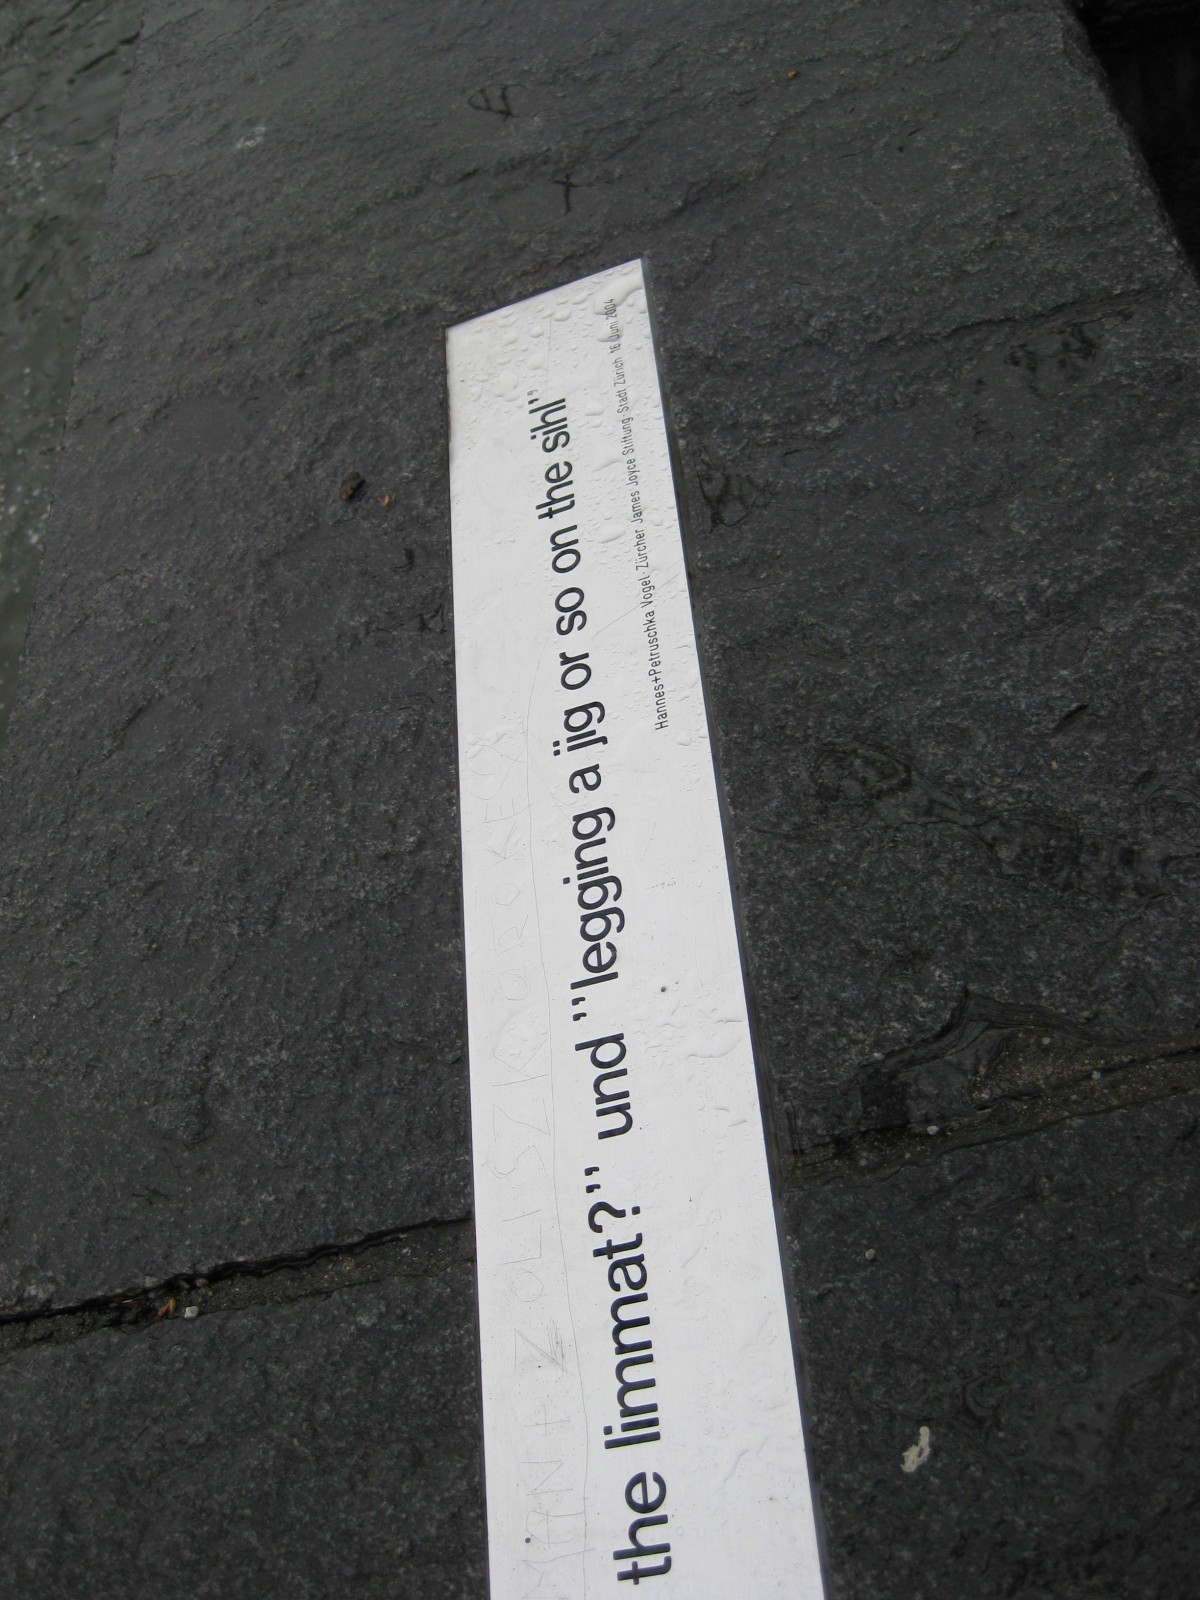 the limmat?" und "legging a jig or so on the sihl"
Hannes+Petruschka Vogel · Zürcher James Joyce Stiftung · Stadt Zürich 16 Juni 2004